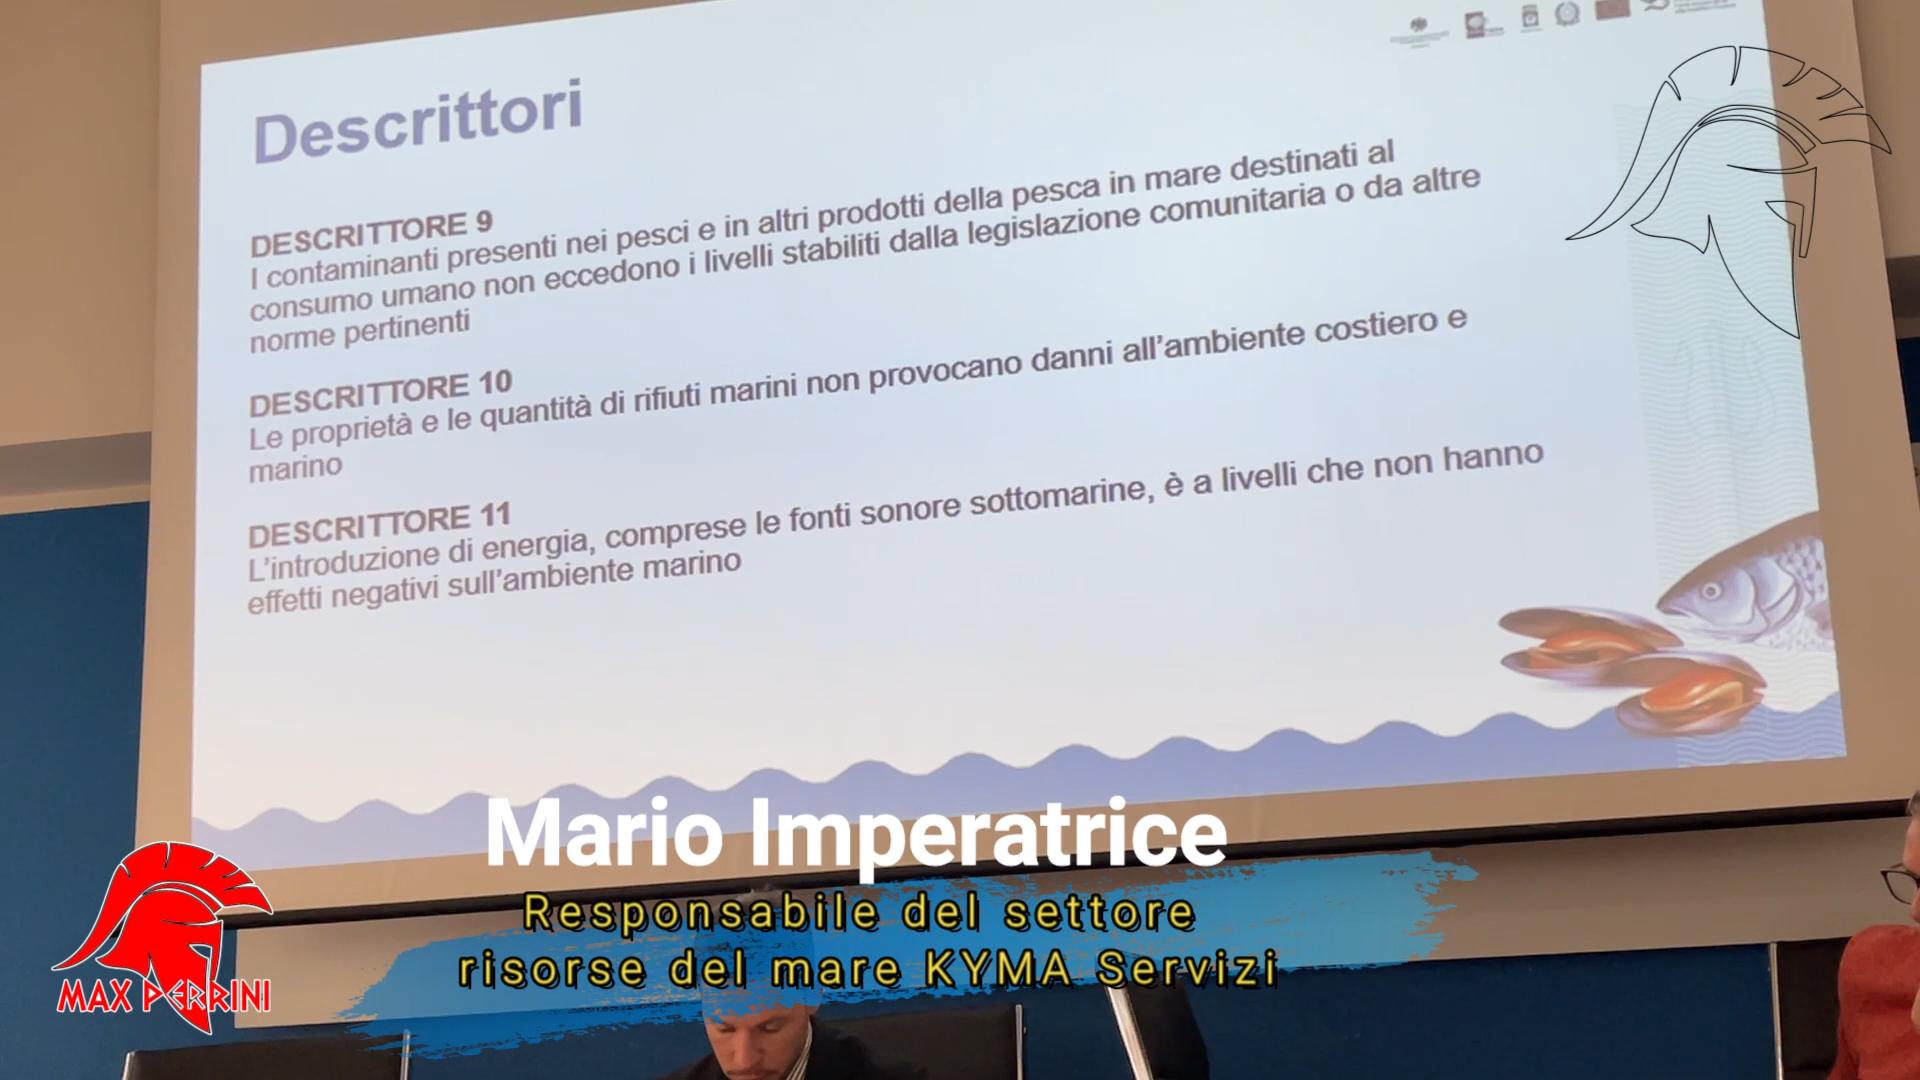 Descrittori
DESCRITTORE 9
I contaminanti presenti nei pesci e in altri prodotti della pesca in mare destinati al
consumo umano non eccedono i livelli stabiliti dalla legislazione comunitaria o da altre
norme pertinenti
DESCRITTORE 10
Le proprietà e le quantità di rifiuti marini non provocano danni all'ambiente costiero e
marino
DESCRITTORE 11
L'introduzione di energia, comprese le fonti sonore sottomarine, è a livelli che non hanno
effetti negativi sull'ambiente marino
Mario Imperatrice
Responsabile del settore
risorse del mare KYMA Servizi
MAX PERRINI